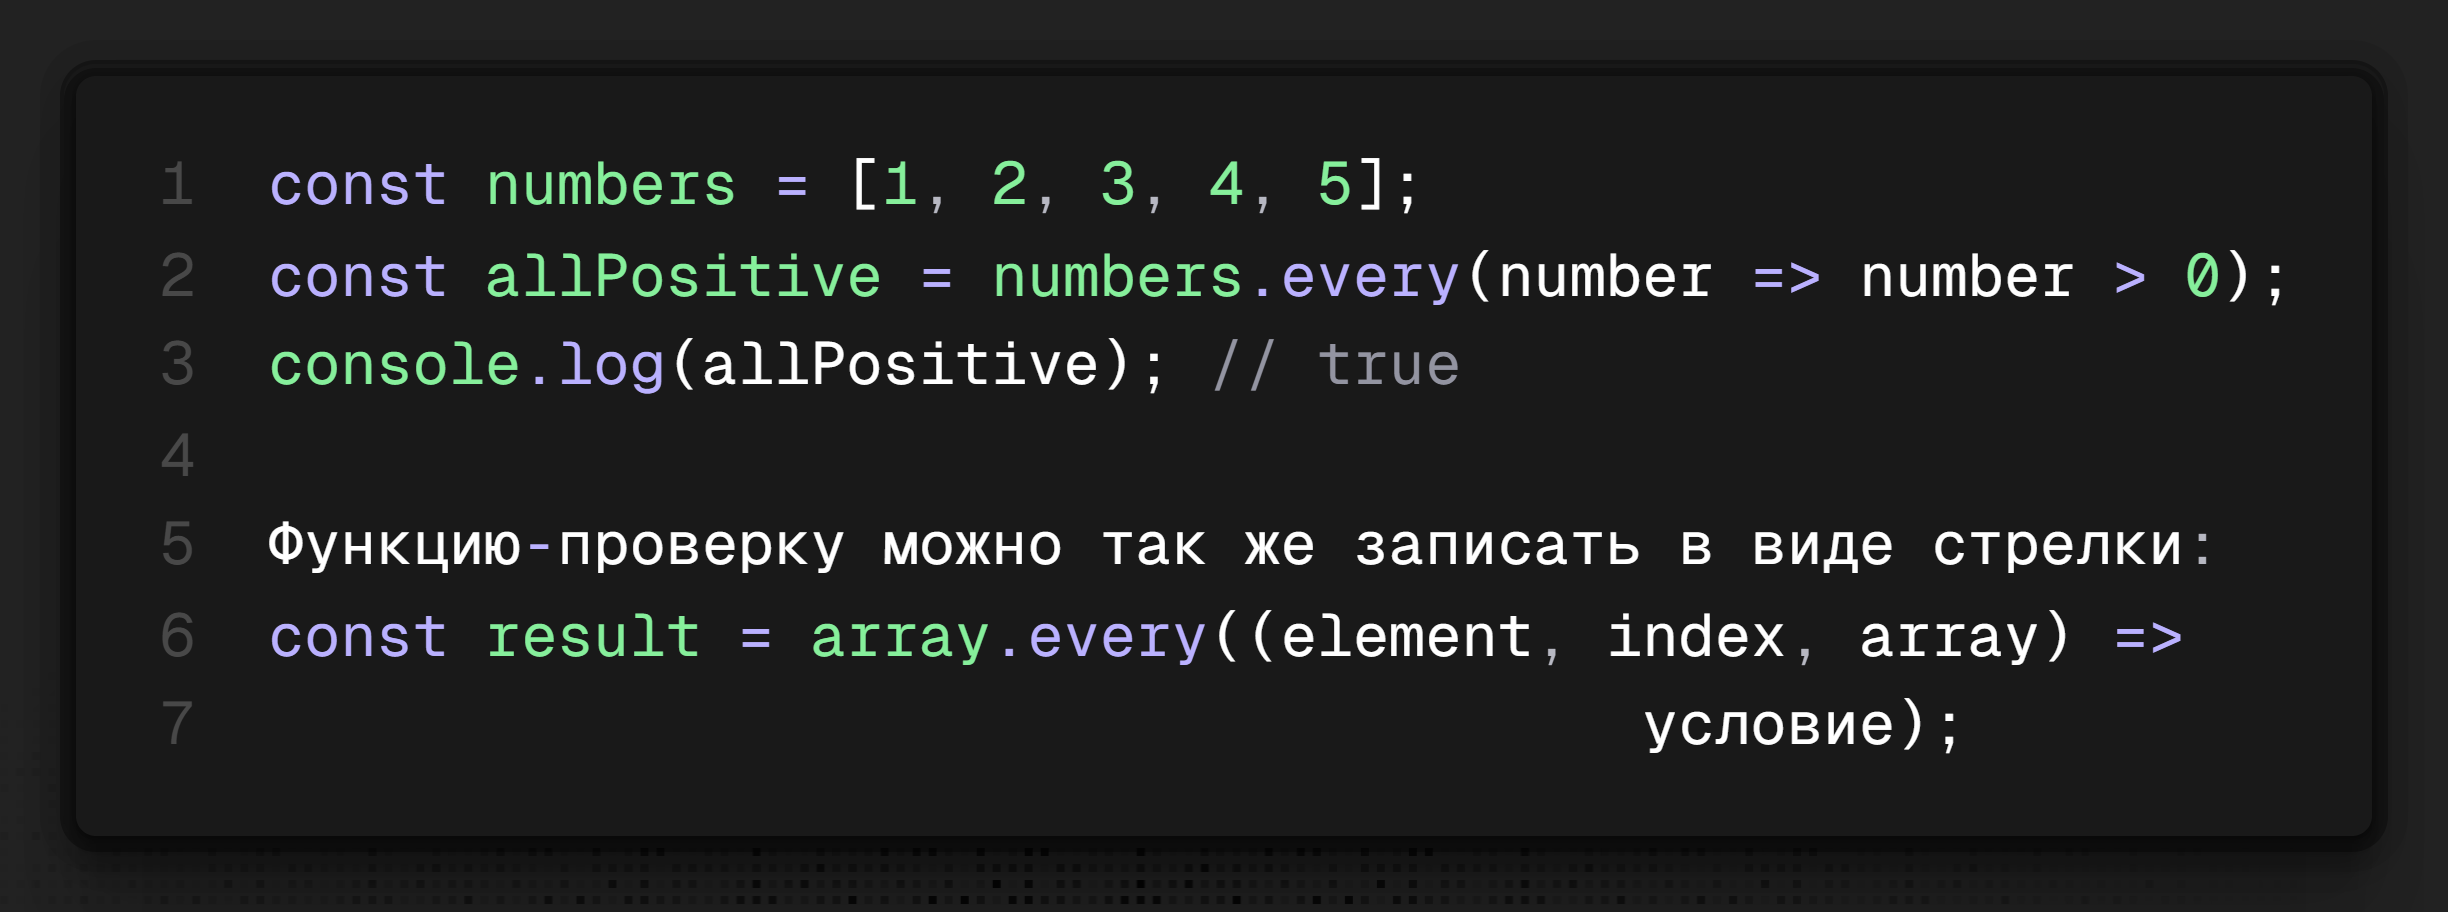 1 const numbers = [1, 2, 3, 4, 5];
2 const allPositive = numbers.every(number => number > 0);
3 console.log(allPositive); // true
4
5 Функцию-проверку можно так же записать в виде стрелки:
6 const result = array.every((element, index, array) =>
7 условие);